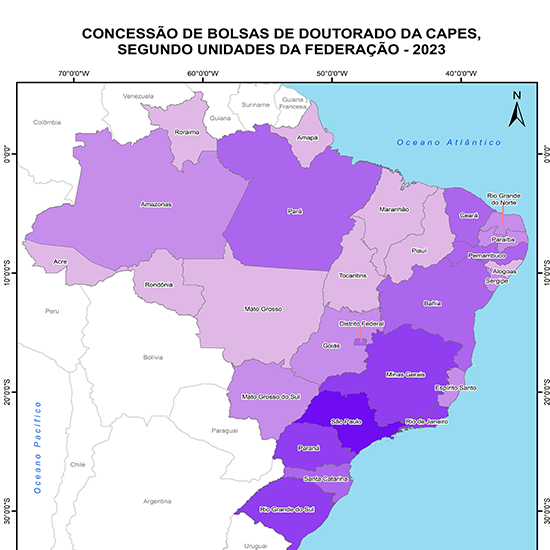 CONCESSÃO DE BOLSAS DE DOUTORADO DA CAPES,
SEGUNDO UNIDADES DA FEDERAÇÃO - 2023
70°0'0"O 60°0'0"O 50°0'0"O 40°0'0"O
Venezuela
Suriname
Guiana
Francesa
Guiana
Colômbia
N
Roraima
Amapá
Oceano Atlântico
0°0'0"
0°0'0"
Rio Grande
do Norte
Amazonas
Pará
Maranhão
Ceará
Paraíba
Piauí
Pernambuco
Acre
Alogoas
10°0'0"S
10°0'0"S
Tocantins
Sergipe
Rondônia
Bahia
Mato Grosso
Peru
Distrito Federal
Goiás
Bolívia
Minas Gerais
Espírito Santo
20°0'0"S
20°0'0"S
Mato Grosso do Sul
São Paulo
Rio de Janeiro
Paraguai
Oceano Pacífico
Paraná
Chile
Santa Catarina
Argentina
Rio Grande do Sul
30°0'0"S
30°0'0"S
Uruguai